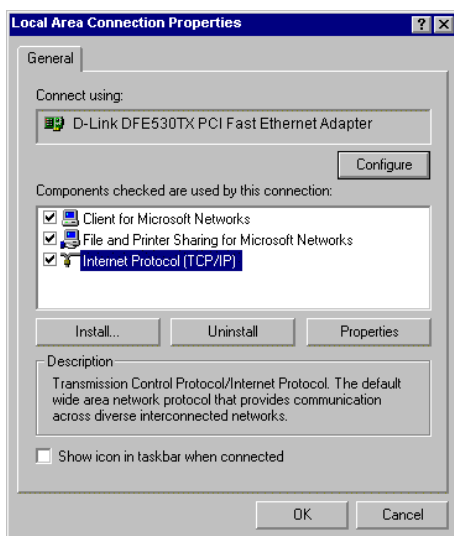 Local Area Connection Properties
General
Connect using:
D-Link DFE530TX PCI Fast Ethernet Adapter
Configure
Components checked are used by this connection:
Client for Microsoft Networks
File and Printer Sharing for Microsoft Networks
Internet Protocol (TCP/IP)
Install... Uninstall Properties
Description
Transmission Control Protocol/Internet Protocol. The default
wide area network protocol that provides communication
across diverse interconnected networks.
Show icon in taskbar when connected
OK Cancel